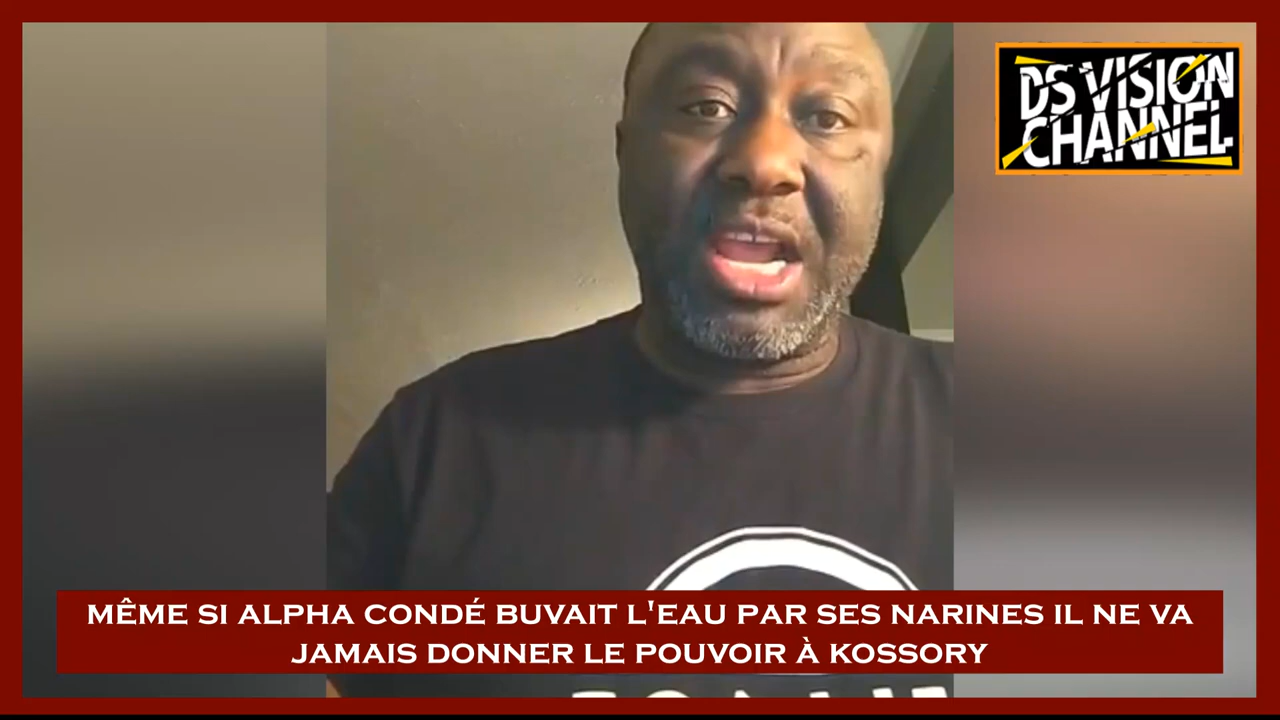 DS VISION
CHANNEL
MÊME SI ALPHA CONDÉ BUVAIT L'EAU PAR SES NARINES IL NE VA
JAMAIS DONNER LE POUVOIR À KOSSORY